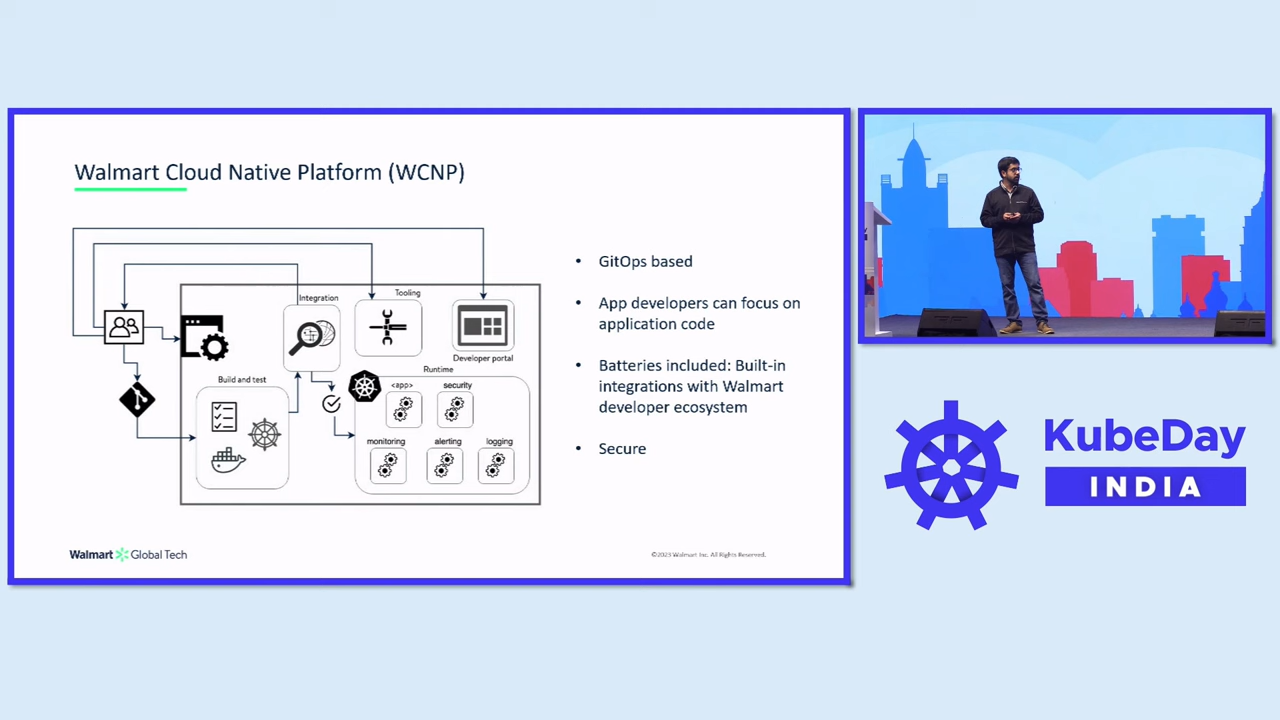 Walmart Cloud Native Platform (WCNP)
Integration
Tooling
Developer portal
Build and test
Runtime
<app>
security
monitoring
alerting
logging
• GitOps based
• App developers can focus on
application code
• Batteries included: Built-in
integrations with Walmart
developer ecosystem
• Secure
Walmart Global Tech
©2023 Walmart Inc. All Rights Reserved.
KubeDay
INDIA